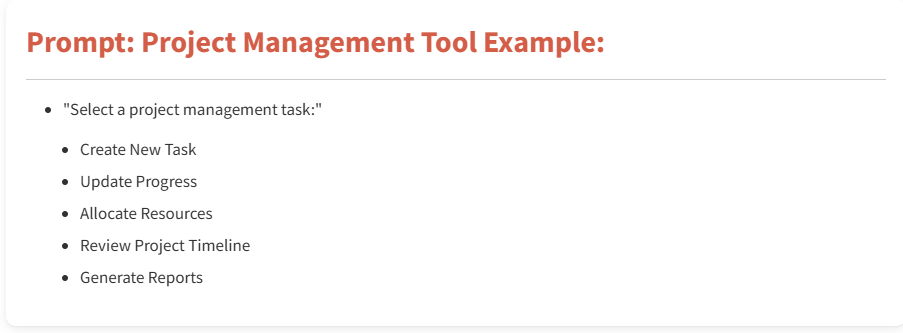 Prompt: Project Management Tool Example:
"Select a project management task:"
Create New Task
Update Progress
Allocate Resources
Review Project Timeline
Generate Reports